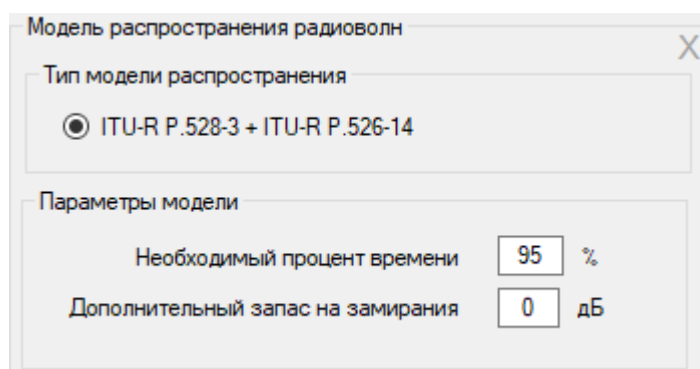 Модель распространения радиоволн
X
Тип модели распространения
ITU-R P.528-3 + ITU-R P.526-14
Параметры модели
Необходимый процент времени 95 %
Дополнительный запас на замирания 0 дБ